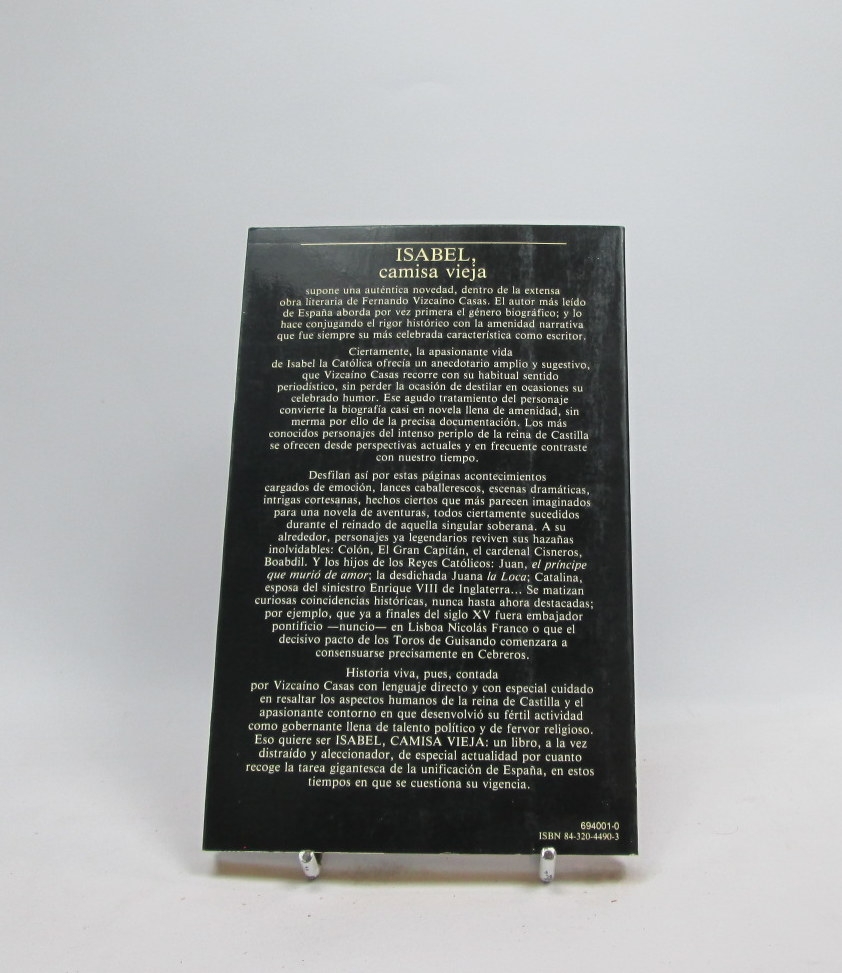 ISABEL,
camisa vieja
supone una auténtica novedad, dentro de la extensa
obra literaria de Fernando Vizcaíno Casas. El autor más leído
de España aborda por vez primera el género biográfico; y lo
hace conjugando el rigor histórico con la amenidad narrativa
que fue siempre su más celebrada característica como escritor.
Ciertamente, la apasionante vida
de Isabel la Católica ofrecía un anecdotario amplio y sugestivo,
que Vizcaíno Casas recorre con su habitual sentido
periodístico, sin perder la ocasión de destilar en ocasiones su
celebrado humor. Ese agudo tratamiento del personaje
convierte la biografía casi en novela llena de amenidad, sin
merma por ello de la precisa documentación. Los más
conocidos personajes del intenso periplo de la reina de Castilla
se ofrecen desde perspectivas actuales y en frecuente contraste
con nuestro tiempo.
Desfilan así por estas páginas acontecimientos
cargados de emoción, lances caballerescos, escenas dramáticas,
intrigas cortesanas, hechos ciertos que más parecen imaginados
para una novela de aventuras, todos ciertamente sucedidos
durante el reinado de aquella singular soberana. A su
alrededor, personajes ya legendarios reviven sus hazañas
inolvidables: Colón, El Gran Capitán, el cardenal Cisneros,
Boabdil. Y los hijos de los Reyes Católicos: Juan, el príncipe
que murió de amor; la desdichada Juana la Loca; Catalina,
esposa del siniestro Enrique VIII de Inglaterra... Se matizan
curiosas coincidencias históricas, nunca hasta ahora destacadas;
por ejemplo, que ya a finales del siglo XV fuera embajador
pontificio —nuncio— en Lisboa Nicolás Franco o que el
decisivo pacto de los Toros de Guisando comenzara a
consensuarse precisamente en Cebreros.
Historia viva, pues, contada
por Vizcaíno Casas con lenguaje directo y con especial cuidado
en resaltar los aspectos humanos de la reina de Castilla y el
apasionante contorno en que desenvolvió su fértil actividad
como gobernante llena de talento político y de fervor religioso.
Eso quiere ser ISABEL, CAMISA VIEJA: un libro, a la vez
distraído y aleccionador, de especial actualidad por cuanto
recoge la tarea gigantesca de la unificación de España, en estos
tiempos en que se cuestiona su vigencia.
694001-0
ISBN 84-320-4490-3